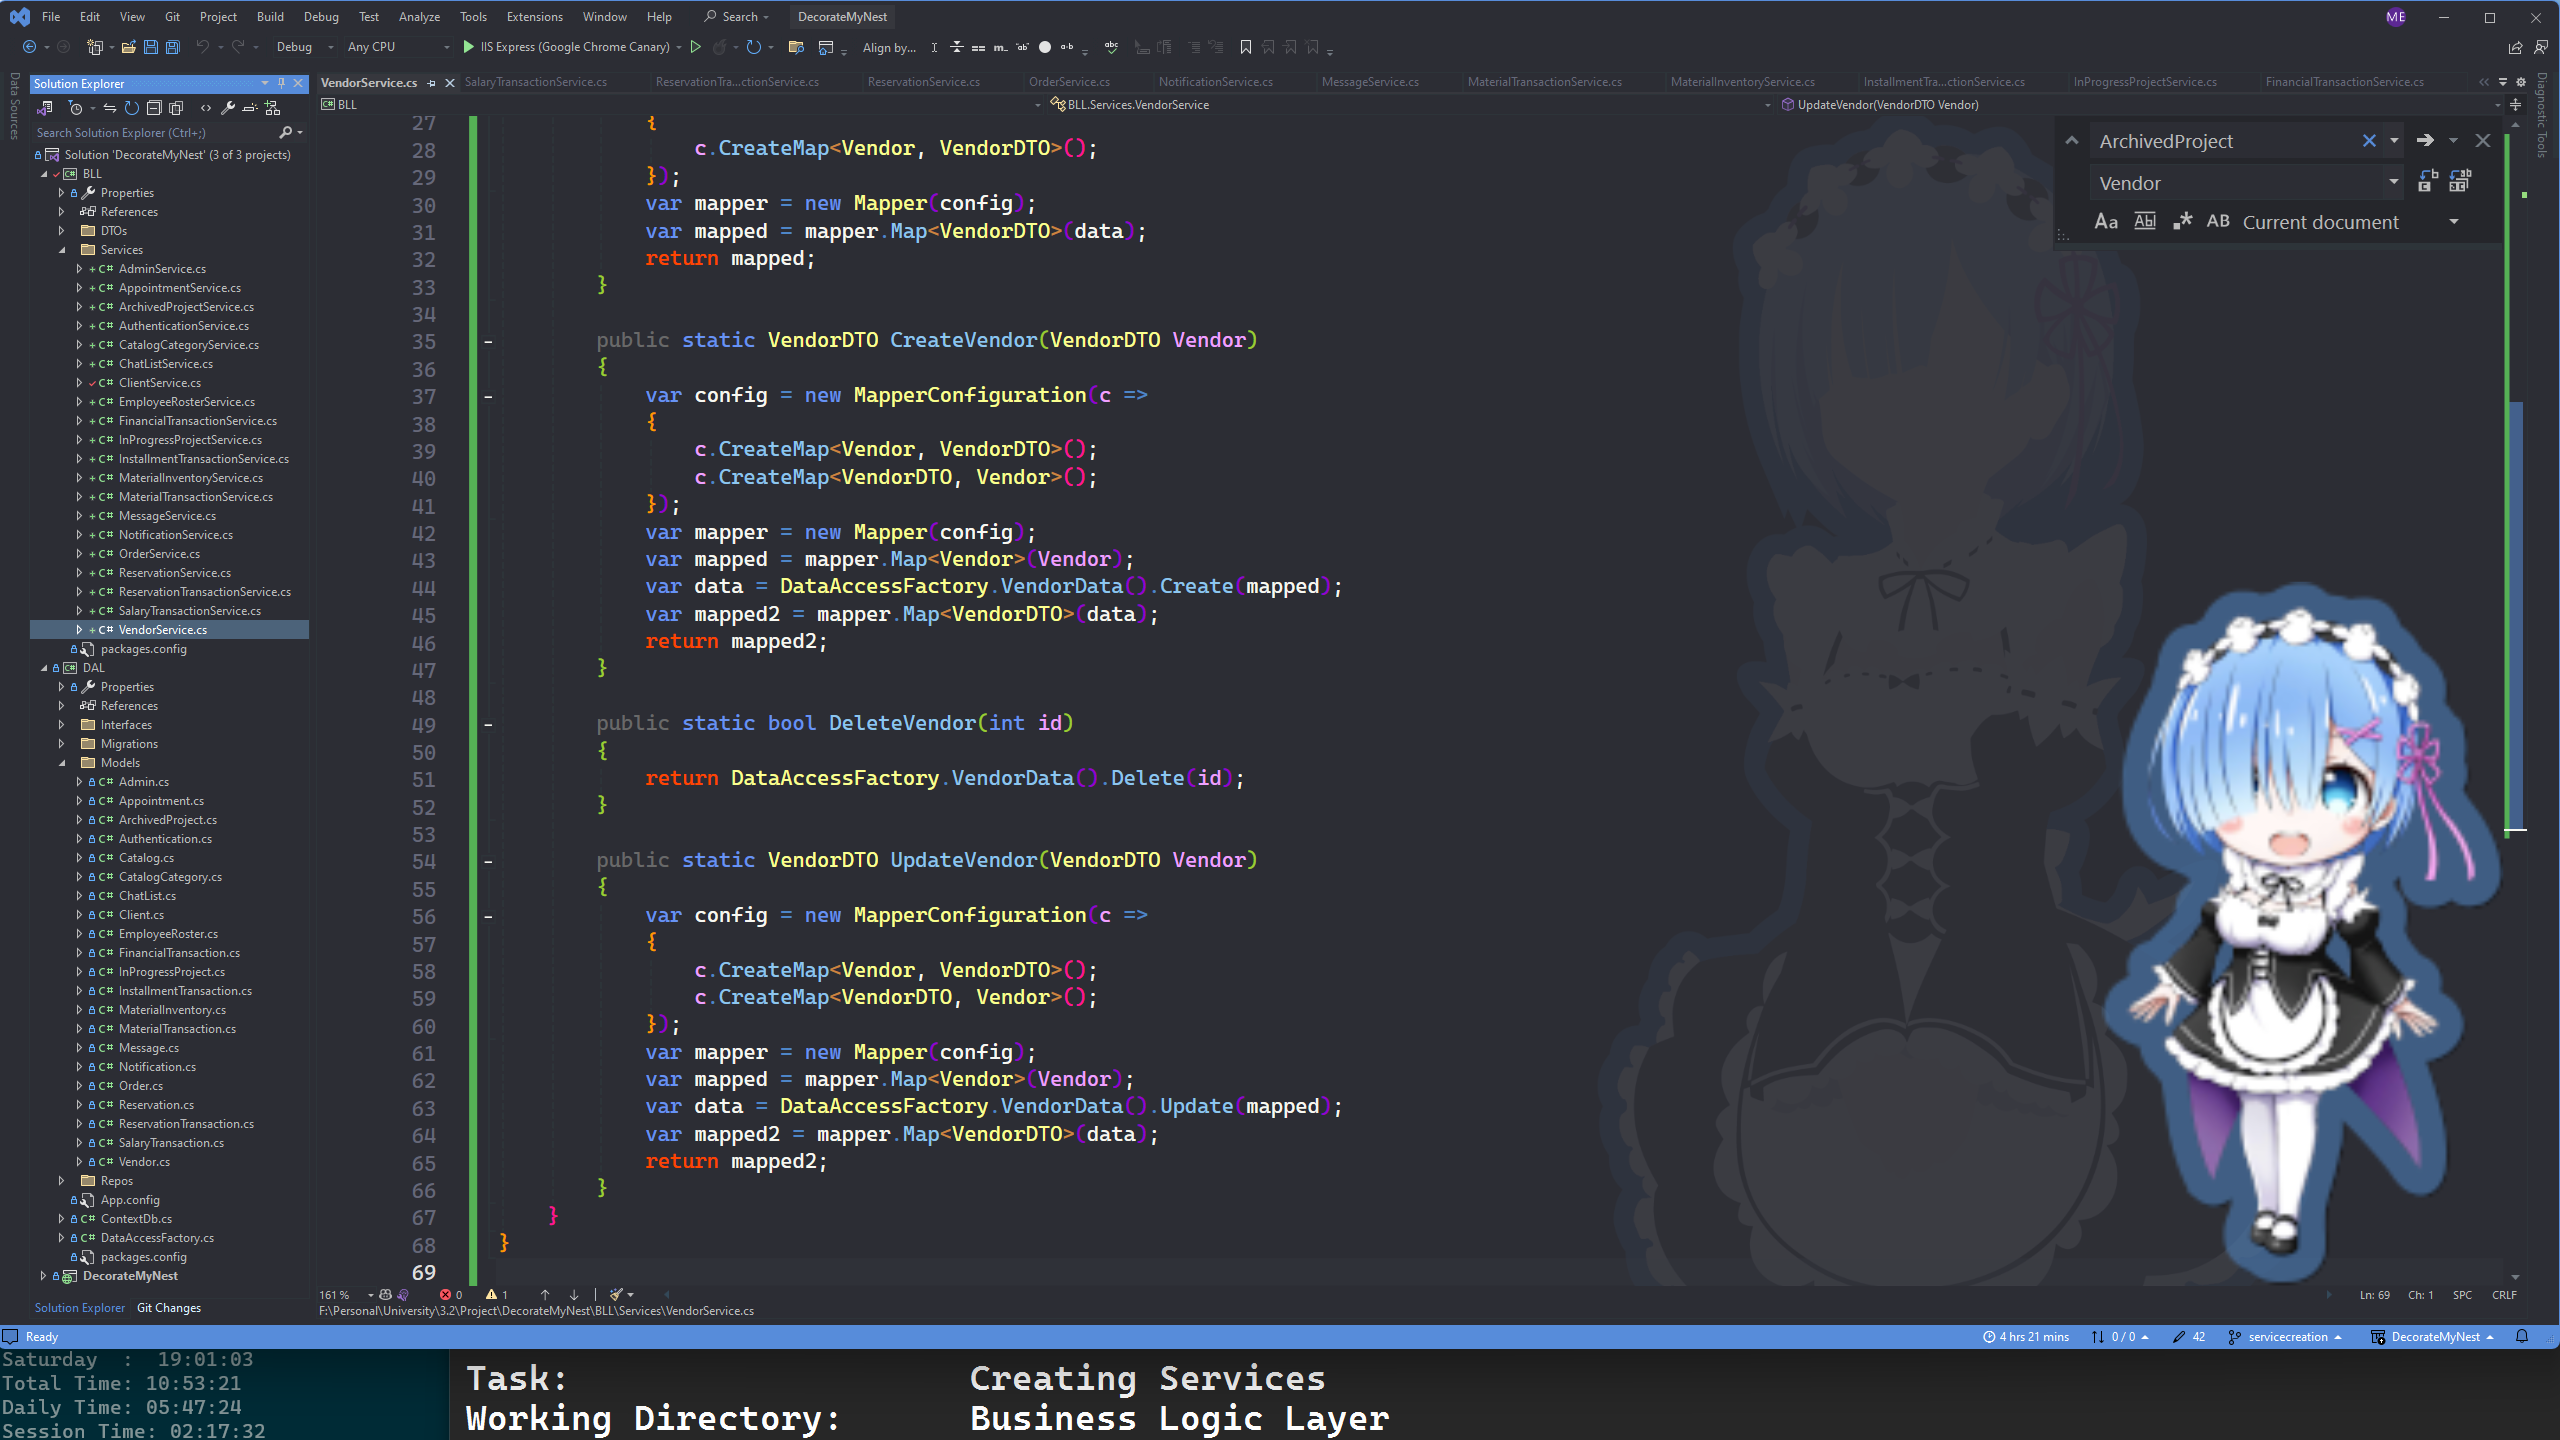 File Edit View Git Project Build Debug Test Analyze Tools Extensions Window Help Search DecorateMyNest ME
Debug Any CPU IIS Express (Google Chrome Canary) Align by...
Data Sources
Solution Explorer
Search Solution Explorer (Ctrl+;)
Solution 'DecorateMyNest' (3 of 3 projects)
BLL
Properties
References
DTOs
Services
C# AdminService.cs
C# AppointmentService.cs
C# ArchivedProjectService.cs
C# AuthenticationService.cs
C# CatalogCategoryService.cs
C# ChatListService.cs
C# ClientService.cs
C# EmployeeRosterService.cs
C# FinancialTransactionService.cs
C# InProgressProjectService.cs
C# InstallmentTransactionService.cs
C# MaterialInventoryService.cs
C# MaterialTransactionService.cs
C# MessageService.cs
C# NotificationService.cs
C# OrderService.cs
C# ReservationService.cs
C# ReservationTransactionService.cs
C# SalaryTransactionService.cs
C# VendorService.cs
packages.config
DAL
Properties
References
Interfaces
Migrations
Models
C# Admin.cs
C# Appointment.cs
C# ArchivedProject.cs
C# Authentication.cs
C# Catalog.cs
C# CatalogCategory.cs
C# ChatList.cs
C# Client.cs
C# EmployeeRoster.cs
C# FinancialTransaction.cs
C# InProgressProject.cs
C# InstallmentTransaction.cs
C# MaterialInventory.cs
C# MaterialTransaction.cs
C# Message.cs
C# Notification.cs
C# Order.cs
C# Reservation.cs
C# ReservationTransaction.cs
C# SalaryTransaction.cs
C# Vendor.cs
Repos
App.config
C# ContextDb.cs
C# DataAccessFactory.cs
packages.config
DecorateMyNest
Solution Explorer Git Changes
VendorService.cs SalaryTransactionService.cs ReservationTra...ctionService.cs ReservationService.cs OrderService.cs NotificationService.cs MessageService.cs MaterialTransactionService.cs MaterialInventoryService.cs InstallmentTra...ctionService.cs InProgressProjectService.cs FinancialTransactionService.cs
BLL BLL.Services.VendorService UpdateVendor(VendorDTO Vendor)
Diagnostic Tools
ArchivedProject
Vendor
Aa Abl .* AB Current document
27 {
28 c.CreateMap<Vendor, VendorDTO>();
29 });
30 var mapper = new Mapper(config);
31 var mapped = mapper.Map<VendorDTO>(data);
32 return mapped;
33 }
34
35 public static VendorDTO CreateVendor(VendorDTO Vendor)
36 {
37 var config = new MapperConfiguration(c =>
38 {
39 c.CreateMap<Vendor, VendorDTO>();
40 c.CreateMap<VendorDTO, Vendor>();
41 });
42 var mapper = new Mapper(config);
43 var mapped = mapper.Map<Vendor>(Vendor);
44 var data = DataAccessFactory.VendorData().Create(mapped);
45 var mapped2 = mapper.Map<VendorDTO>(data);
46 return mapped2;
47 }
48
49 public static bool DeleteVendor(int id)
50 {
51 return DataAccessFactory.VendorData().Delete(id);
52 }
53
54 public static VendorDTO UpdateVendor(VendorDTO Vendor)
55 {
56 var config = new MapperConfiguration(c =>
57 {
58 c.CreateMap<Vendor, VendorDTO>();
59 c.CreateMap<VendorDTO, Vendor>();
60 });
61 var mapper = new Mapper(config);
62 var mapped = mapper.Map<Vendor>(Vendor);
63 var data = DataAccessFactory.VendorData().Update(mapped);
64 var mapped2 = mapper.Map<VendorDTO>(data);
65 return mapped2;
66 }
67 }
68 }
69
161 % 0 1 Ln: 69 Ch: 1 SPC CRLF
F:\Personal\University\3.2\Project\DecorateMyNest\BLL\Services\VendorService.cs
Ready 4 hrs 21 mins 0 / 0 42 servicecreation DecorateMyNest
Saturday : 19:01:03
Total Time: 10:53:21
Daily Time: 05:47:24
Session Time: 02:17:32
Task: Creating Services
Working Directory: Business Logic Layer